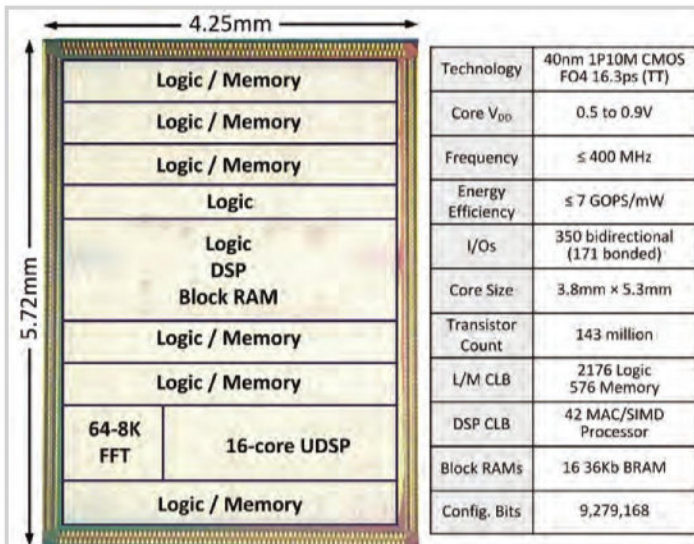 4.25mm
5.72mm
Logic / Memory
Logic / Memory
Logic / Memory
Logic
Logic
DSP
Block RAM
Logic / Memory
Logic / Memory
64-8K
FFT
16-core UDSP
Logic / Memory
Technology
40nm 1P10M CMOS
FO4 16.3ps (TT)
Core VDD
0.5 to 0.9V
Frequency
≤ 400 MHz
Energy
Efficiency
≤ 7 GOPS/mW
I/Os
350 bidirectional
(171 bonded)
Core Size
3.8mm × 5.3mm
Transistor
Count
143 million
L/M CLB
2176 Logic
576 Memory
DSP CLB
42 MAC/SIMD
Processor
Block RAMs
16 36Kb BRAM
Config. Bits
9,279,168